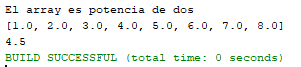 El array es potencia de dos
[1.0, 2.0, 3.0, 4.0, 5.0, 6.0, 7.0, 8.0]
4.5
BUILD SUCCESSFUL (total time: 0 seconds)